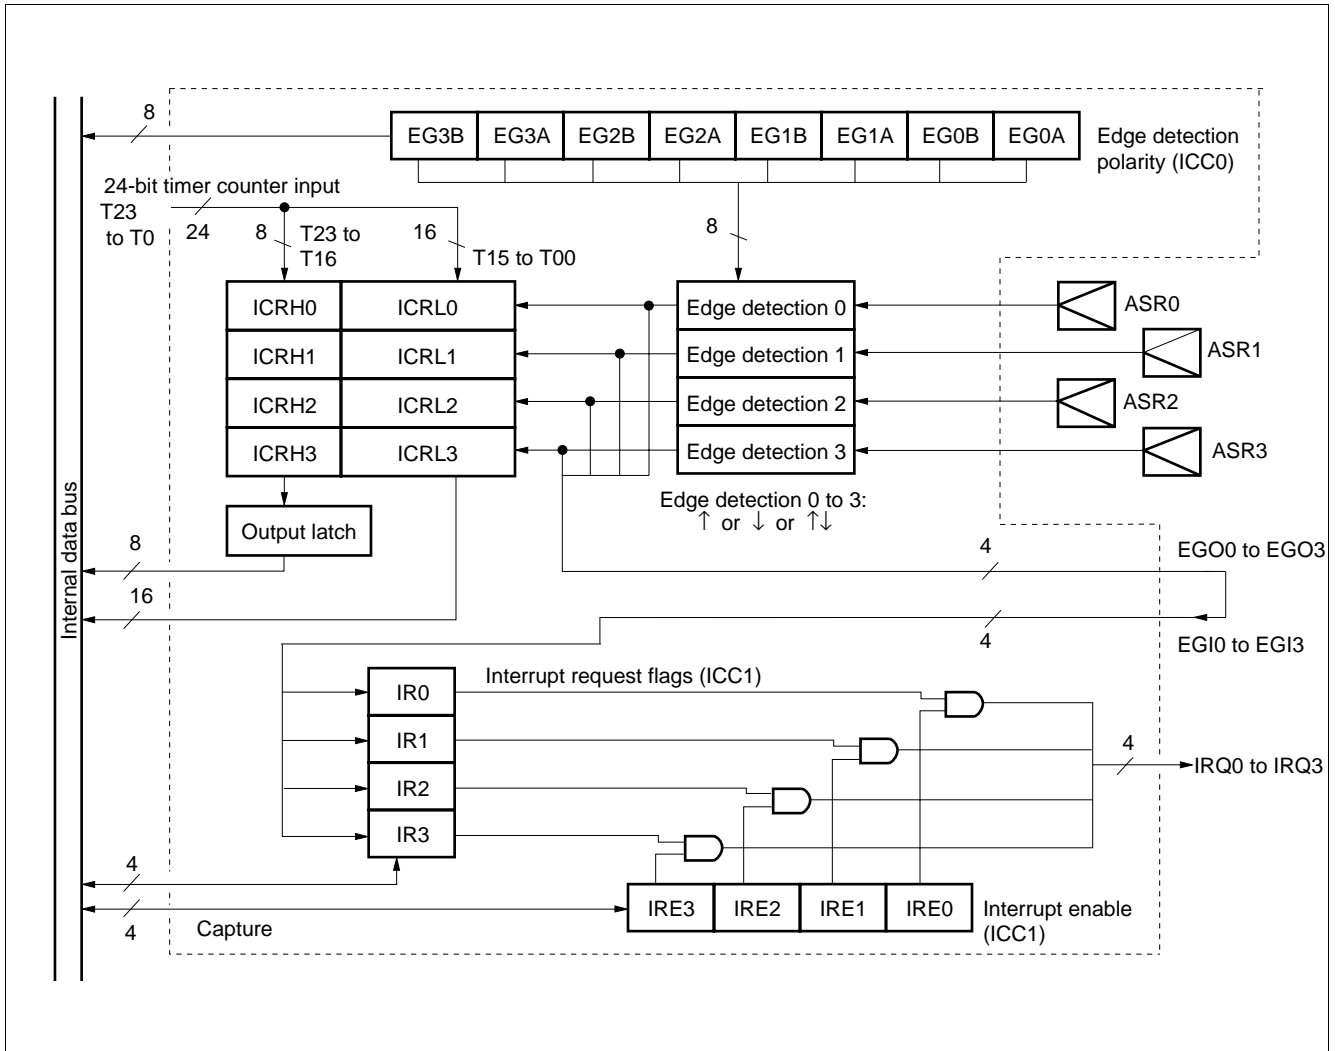 8
EG3B EG3A EG2B EG2A EG1B EG1A EG0B EG0A
Edge detection
polarity (ICC0)
24-bit timer counter input
T23
to T0
24
8
T23 to
T16
16
T15 to T00
8
ICRH0 ICRL0
ICRH1 ICRL1
ICRH2 ICRL2
ICRH3 ICRL3
Edge detection 0
Edge detection 1
Edge detection 2
Edge detection 3
ASR0
ASR1
ASR2
ASR3
Edge detection 0 to 3:
↑ or ↓ or ↑↓
Output latch
8
16
Internal data bus
4
EGO0 to EGO3
4
EGI0 to EGI3
Interrupt request flags (ICC1)
IR0
IR1
IR2
IR3
4
IRQ0 to IRQ3
4
4
Capture
IRE3 IRE2 IRE1 IRE0
Interrupt enable
(ICC1)